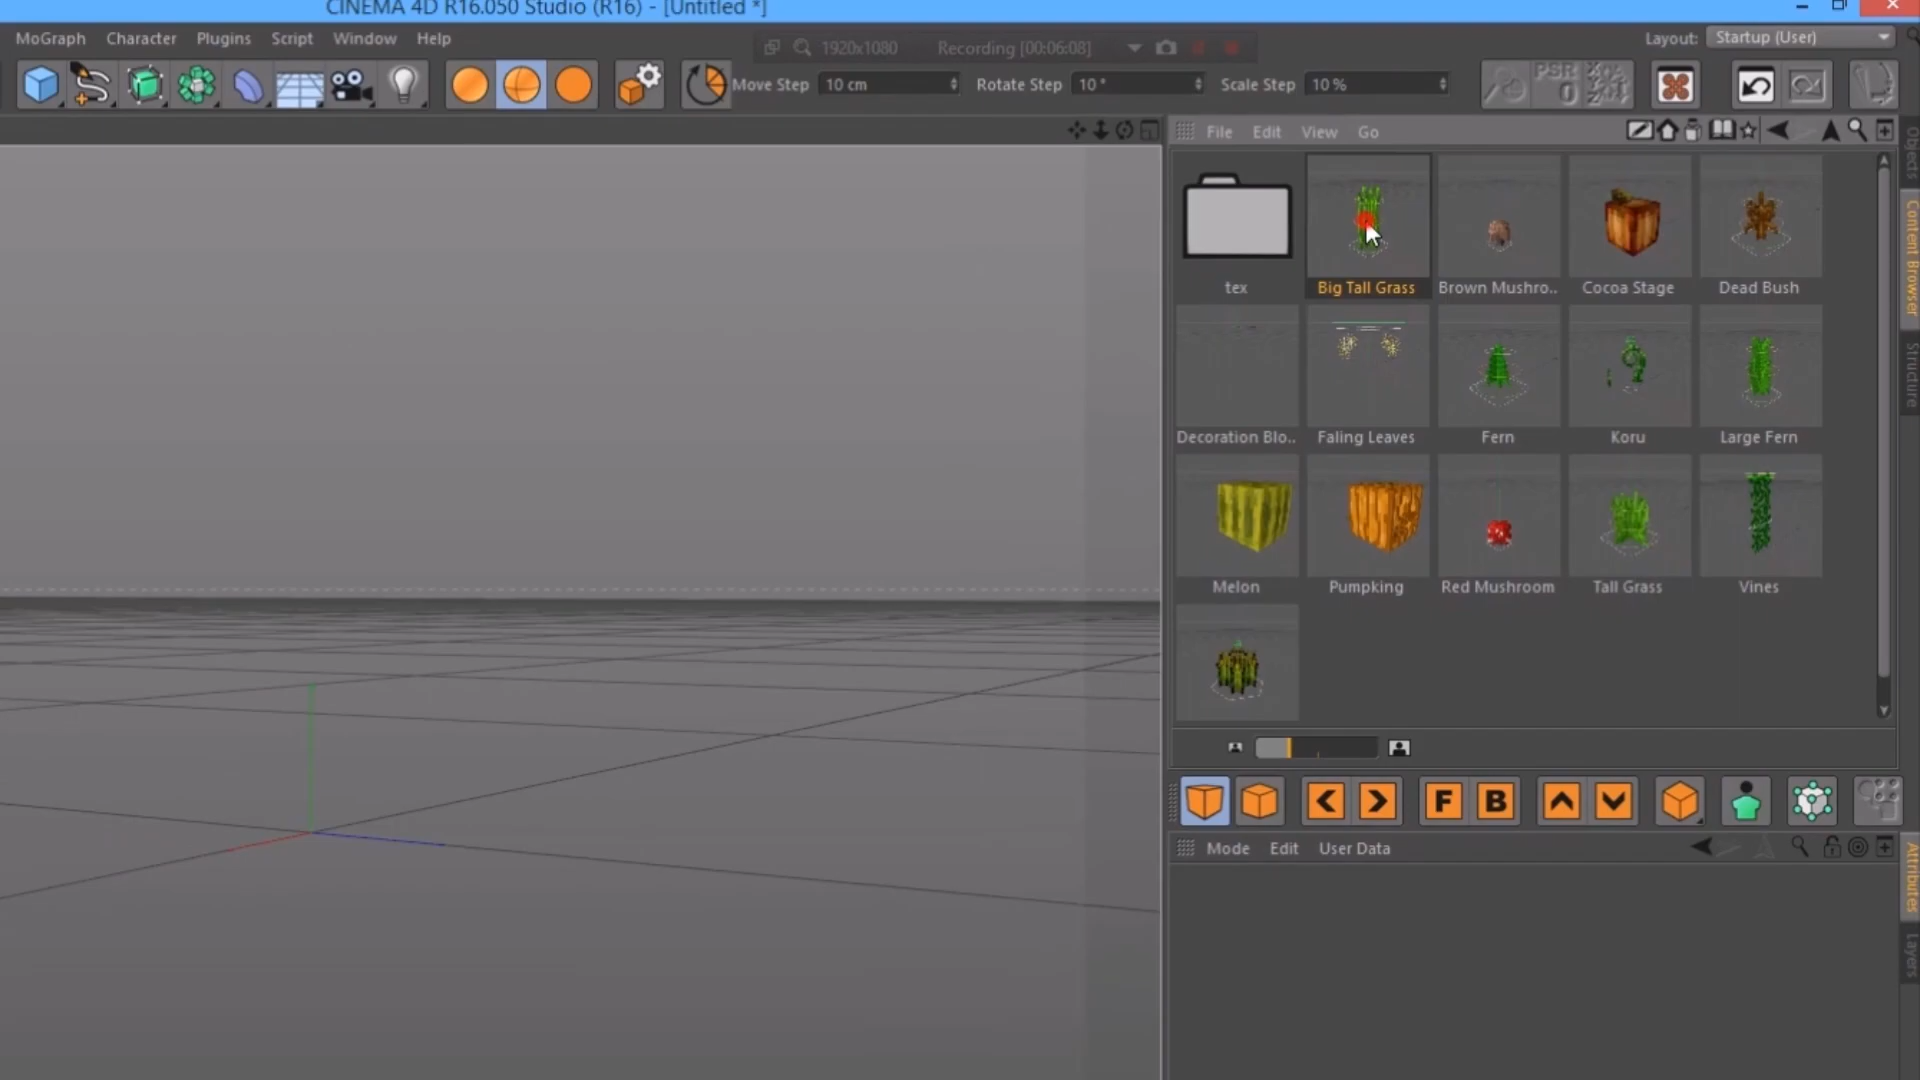 CINEMA 4D R16.050 Studio (R16) - [Untitled *]
MoGraph Character Plugins Script Window Help
1920x1080 Recording [00:06:08]
Layout: Startup (User)
Move Step 10 cm Rotate Step 10 ° Scale Step 10 %
PSR
0
File Edit View Go
tex Big Tall Grass Brown Mushro.. Cocoa Stage Dead Bush
Decoration Blo.. Faling Leaves Fern Koru Large Fern
Melon Pumpking Red Mushroom Tall Grass Vines
F B
Mode Edit User Data
Objects
Content Browser
Structure
Attributes
Layers